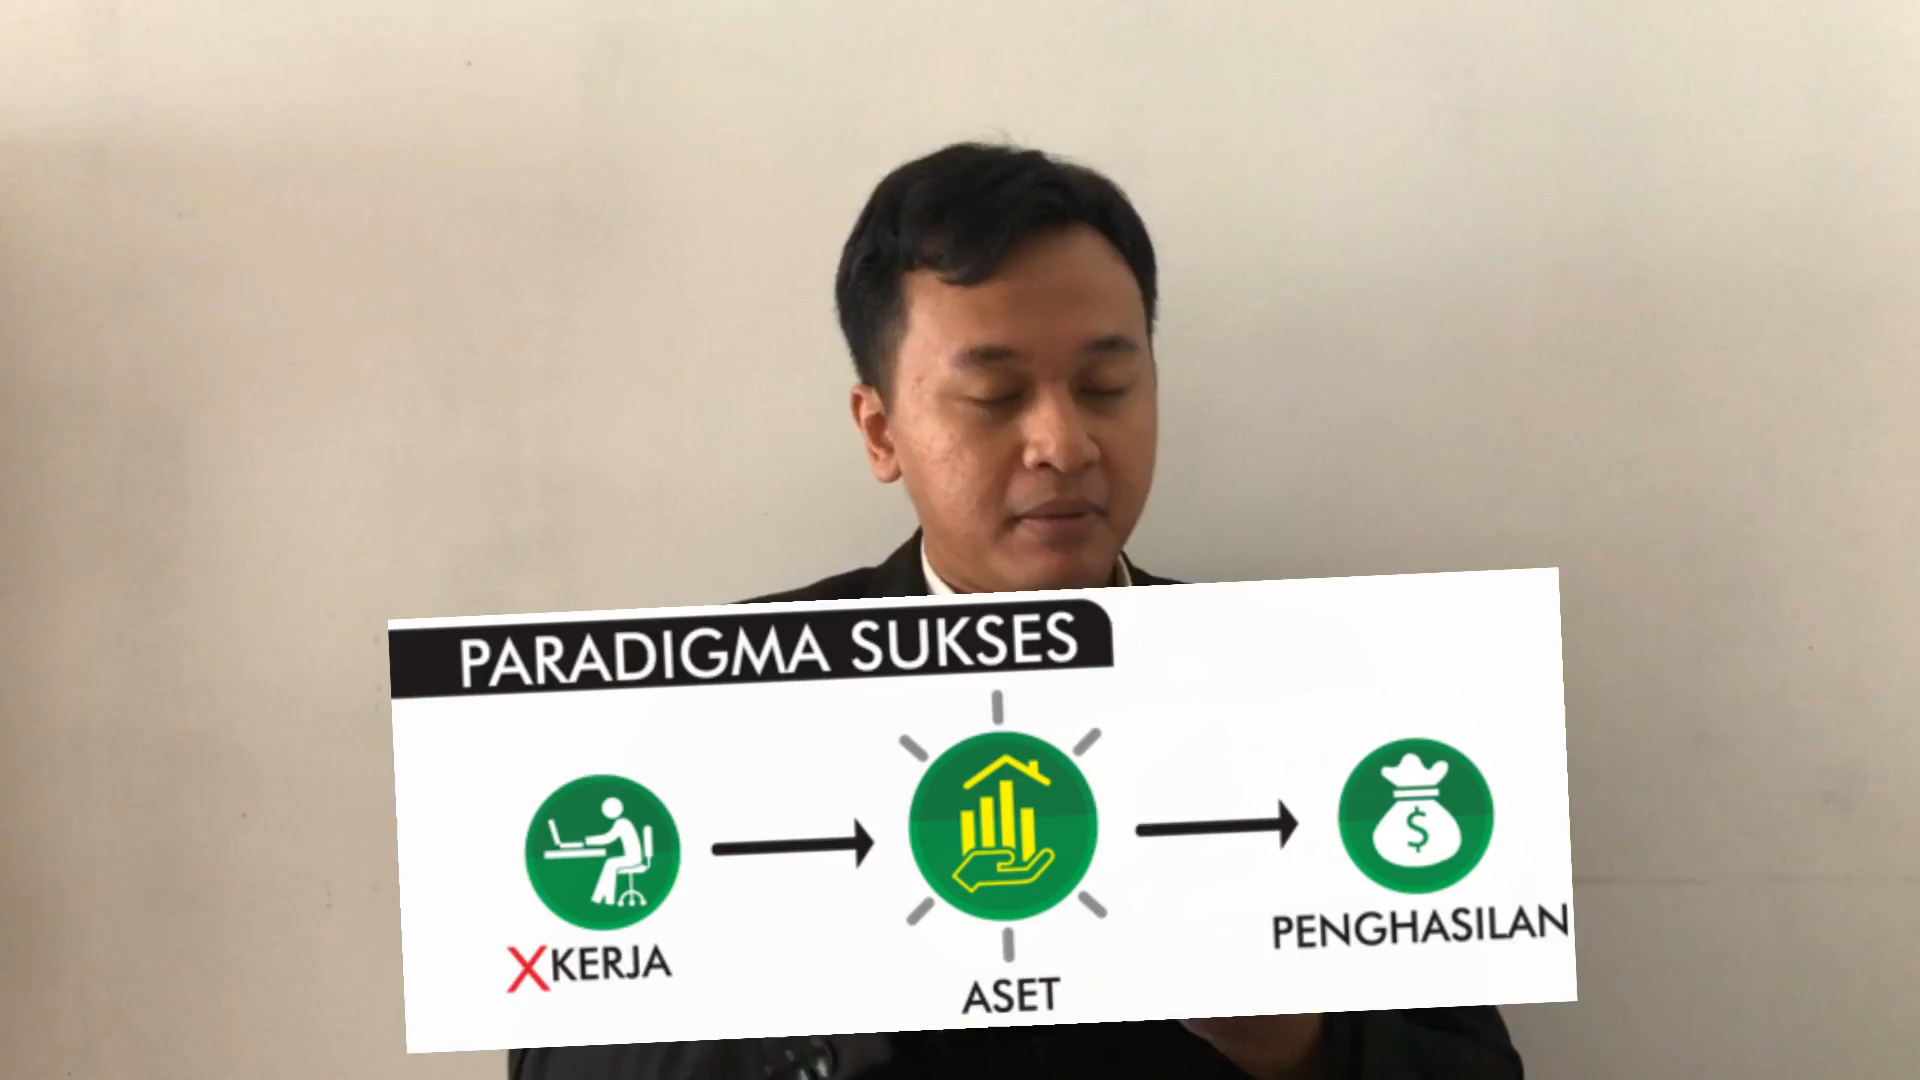 PARADIGMA SUKSES
X KERJA
ASET
PENGHASILAN
$